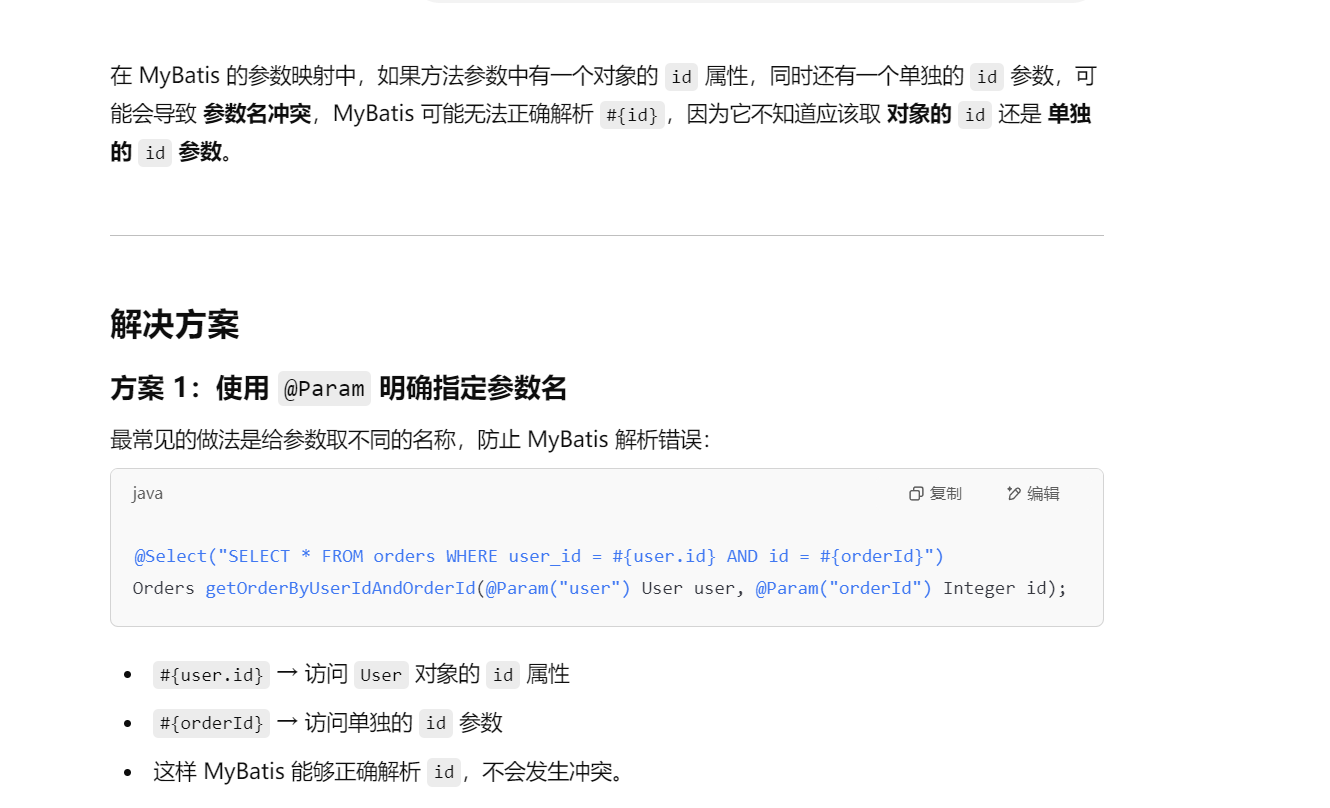 在 MyBatis 的参数映射中，如果方法参数中有一个对象的 id 属性，同时还有一个单独的 id 参数，可
能会导致 参数名冲突，MyBatis 可能无法正确解析 #{id}，因为它不知道应该取 对象的 id 还是 单独
的 id 参数。
解决方案
方案 1：使用 @Param 明确指定参数名
最常见的做法是给参数取不同的名称，防止 MyBatis 解析错误：
java 复制 编辑
@Select("SELECT * FROM orders WHERE user_id = #{user.id} AND id = #{orderId}")
Orders getOrderByUserIdAndOrderId(@Param("user") User user, @Param("orderId") Integer id);
• #{user.id} → 访问 User 对象的 id 属性
• #{orderId} → 访问单独的 id 参数
• 这样 MyBatis 能够正确解析 id，不会发生冲突。